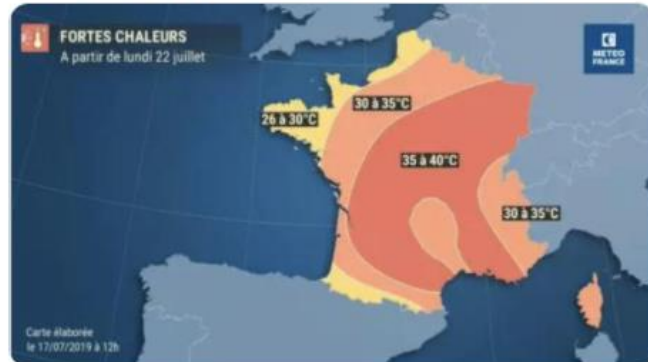 FORTES CHALEURS
A partir de lundi 22 juillet
METEO
FRANCE
30 à 35°C
26 à 30°C
35 à 40°C
30 à 35°C
Carte élaborée
le 17/07/2019 à 12h